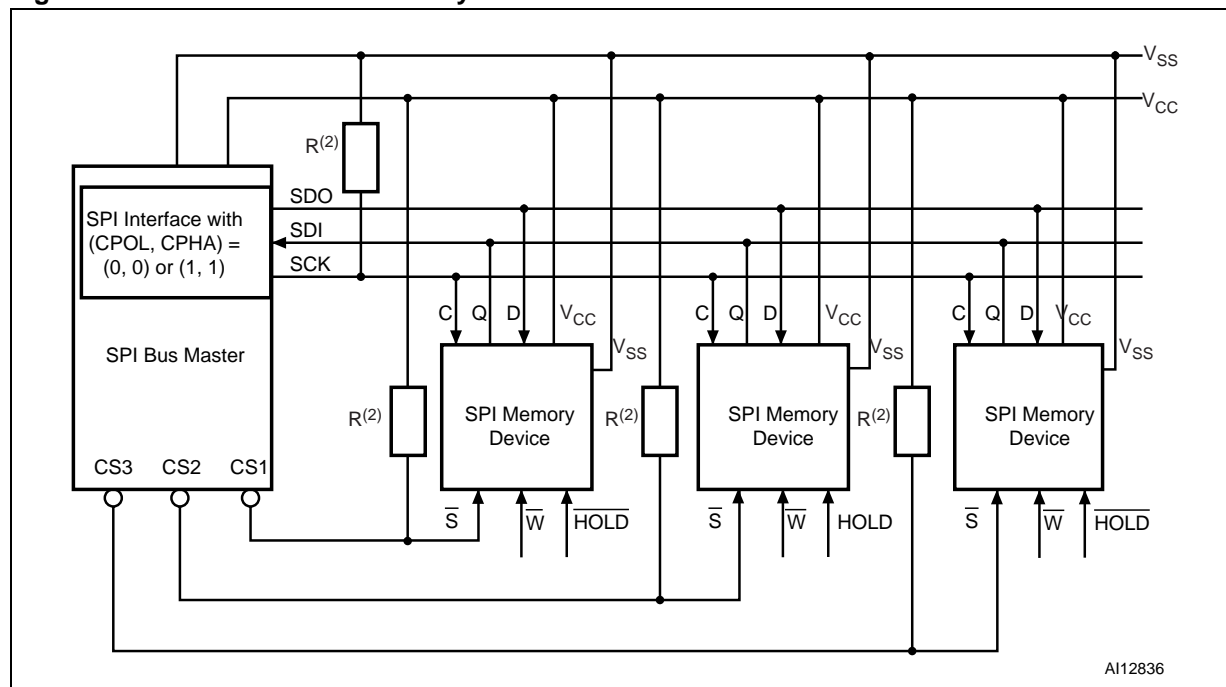 VSS
VCC
R(2)
SDO
SDI
SCK
SPI Interface with
(CPOL, CPHA) =
(0, 0) or (1, 1)
SPI Bus Master
CS3 CS2 CS1
C Q D VCC VSS
C Q D VCC VSS
C Q D VCC VSS
R(2)
SPI Memory
Device
R(2)
SPI Memory
Device
R(2)
SPI Memory
Device
S̅ W̅ H̅O̅L̅D̅
S̅ W̅ HOLD
S̅ W̅ H̅O̅L̅D̅
AI12836